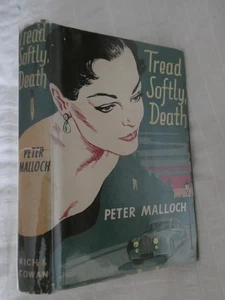 Tread
Softly,
Death
PETER
MALLOCH
RICH &
COWAN
Tread
Softly,
Death
PETER MALLOCH